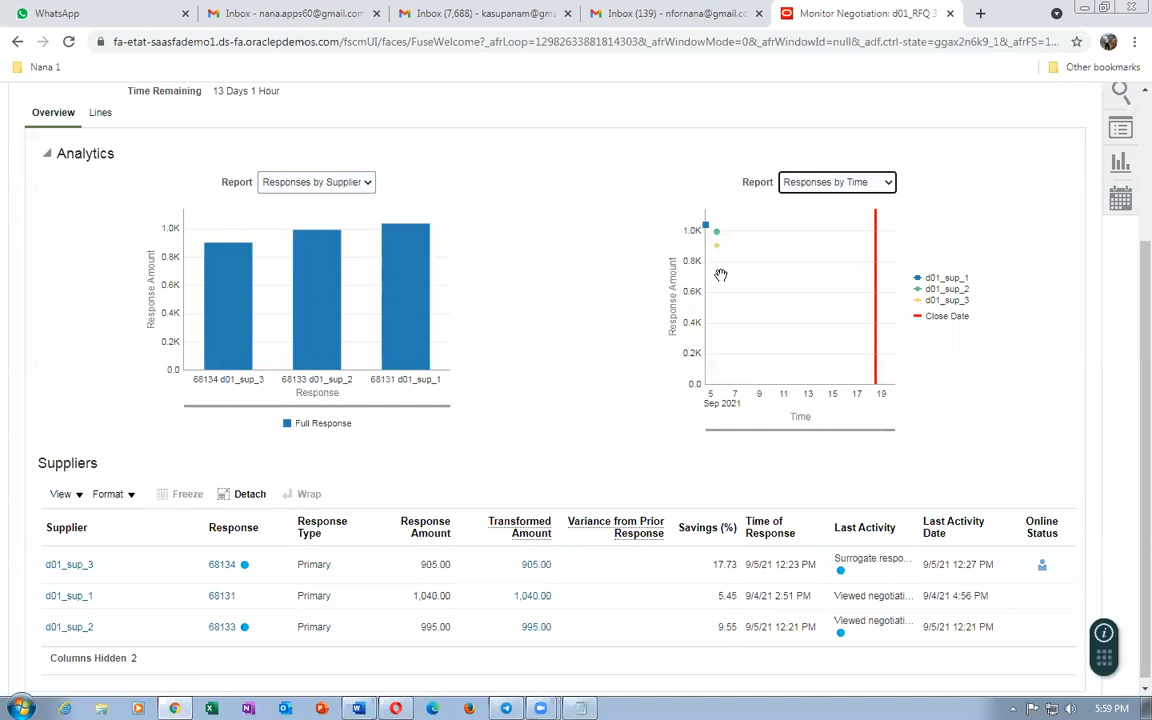 WhatsApp
Inbox - nana.apps60@gmail.com
Inbox (7,688) - kasupanam@gm
Inbox (139) - nfornana@gmail.cc
Monitor Negotiation: d01_RFQ 3
fa-etat-saasfademo1.ds-fa.oraclepdemos.com/fscmUI/faces/FuseWelcome?_afrLoop=12982633881814303&_afrWindowMode=0&_afrWindowId=null&_adf.ctrl-state=ggax2n6k9_1&_afrFS=1...
Nana 1
Other bookmarks
Time Remaining 13 Days 1 Hour
Overview Lines
Analytics
Report Responses by Supplier
Report Responses by Time
1.0K
0.8K
0.6K
0.4K
0.2K
0.0
Response Amount
68134 d01_sup_3 68133 d01_sup_2 68131 d01_sup_1
Response
Full Response
1.0K
0.8K
0.6K
0.4K
0.2K
0.0
Response Amount
5 7 9 11 13 15 17 19
Sep 2021
Time
d01_sup_1
d01_sup_2
d01_sup_3
Close Date
Suppliers
View Format Freeze Detach Wrap
Supplier Response Response Type Response Amount Transformed Amount Variance from Prior Response Savings (%) Time of Response Last Activity Last Activity Date Online Status
d01_sup_3 68134 Primary 905.00 905.00 17.73 9/5/21 12:23 PM Surrogate respo... 9/5/21 12:27 PM
d01_sup_1 68131 Primary 1,040.00 1,040.00 5.45 9/4/21 2:51 PM Viewed negotiati... 9/4/21 4:56 PM
d01_sup_2 68133 Primary 995.00 995.00 9.55 9/5/21 12:21 PM Viewed negotiati... 9/5/21 12:21 PM
Columns Hidden 2
5:59 PM